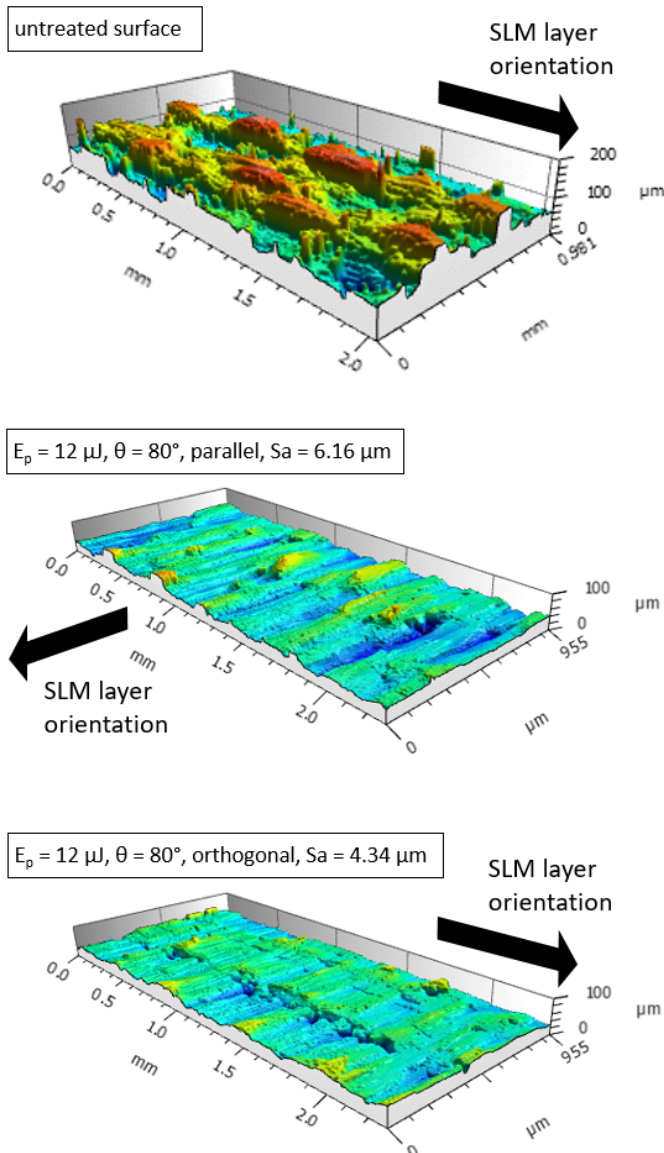 untreated surface
SLM layer
orientation
200
100
0
µm
0.0
0.5
1.0
1.5
2.0
mm
0
0.981
mm
E_p = 12 µJ, θ = 80°, parallel, Sa = 6.16 µm
100
0
µm
0.0
0.5
1.0
1.5
2.0
mm
0
955
µm
SLM layer
orientation
E_p = 12 µJ, θ = 80°, orthogonal, Sa = 4.34 µm
SLM layer
orientation
100
0
µm
0.0
0.5
1.0
1.5
2.0
mm
0
955
µm